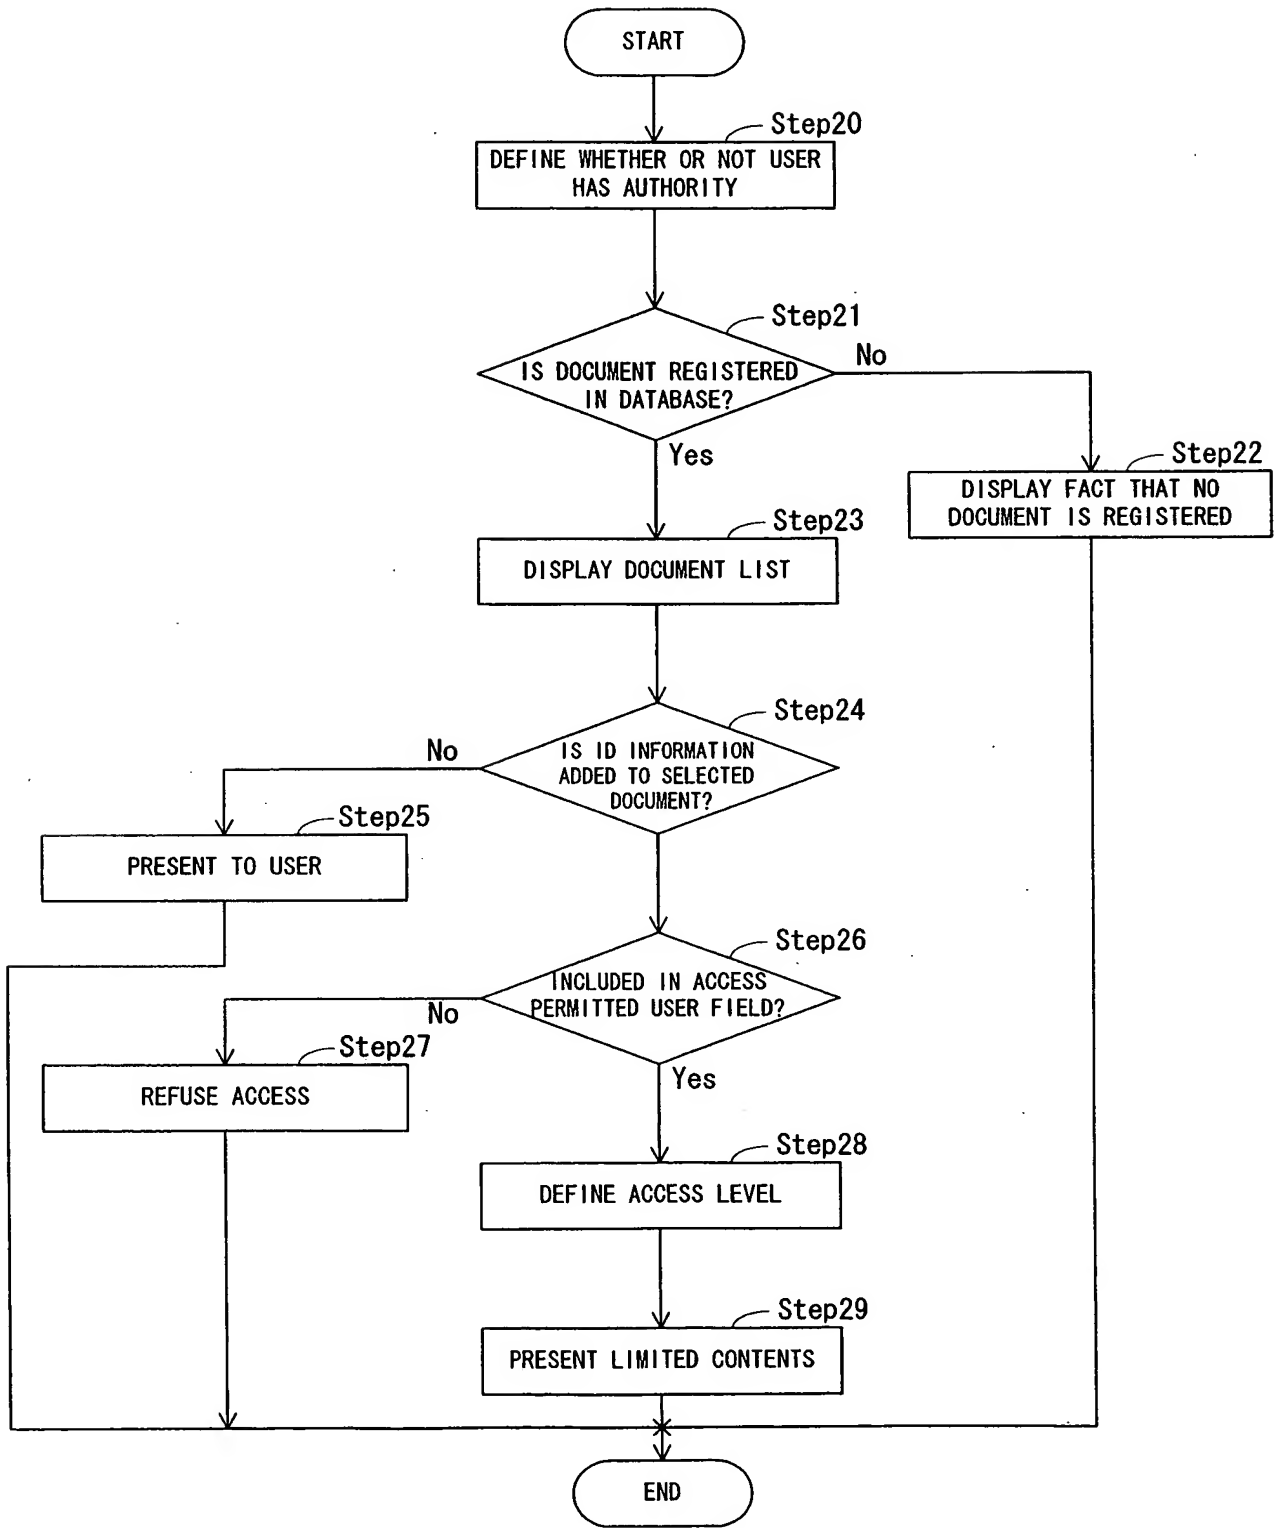 START
Step20
DEFINE WHETHER OR NOT USER
HAS AUTHORITY
Step21
IS DOCUMENT REGISTERED
IN DATABASE?
No
Yes
Step22
DISPLAY FACT THAT NO
DOCUMENT IS REGISTERED
Step23
DISPLAY DOCUMENT LIST
Step24
IS ID INFORMATION
ADDED TO SELECTED
DOCUMENT?
No
Step25
PRESENT TO USER
Step26
INCLUDED IN ACCESS
PERMITTED USER FIELD?
No
Step27
REFUSE ACCESS
Yes
Step28
DEFINE ACCESS LEVEL
Step29
PRESENT LIMITED CONTENTS
END